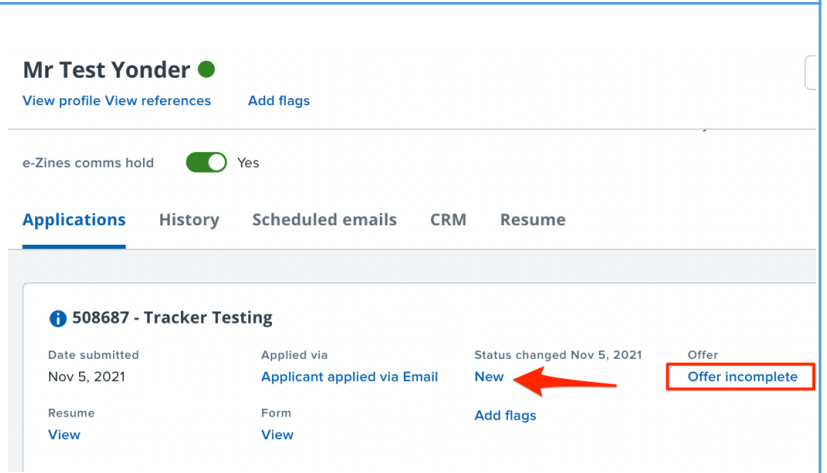 Mr Test Yonder
View profile View references Add flags
e-Zines comms hold Yes
Applications History Scheduled emails CRM Resume
508687 - Tracker Testing
Date submitted Applied via Status changed Nov 5, 2021 Offer
Nov 5, 2021 Applicant applied via Email New Offer incomplete
Resume Form Add flags
View View